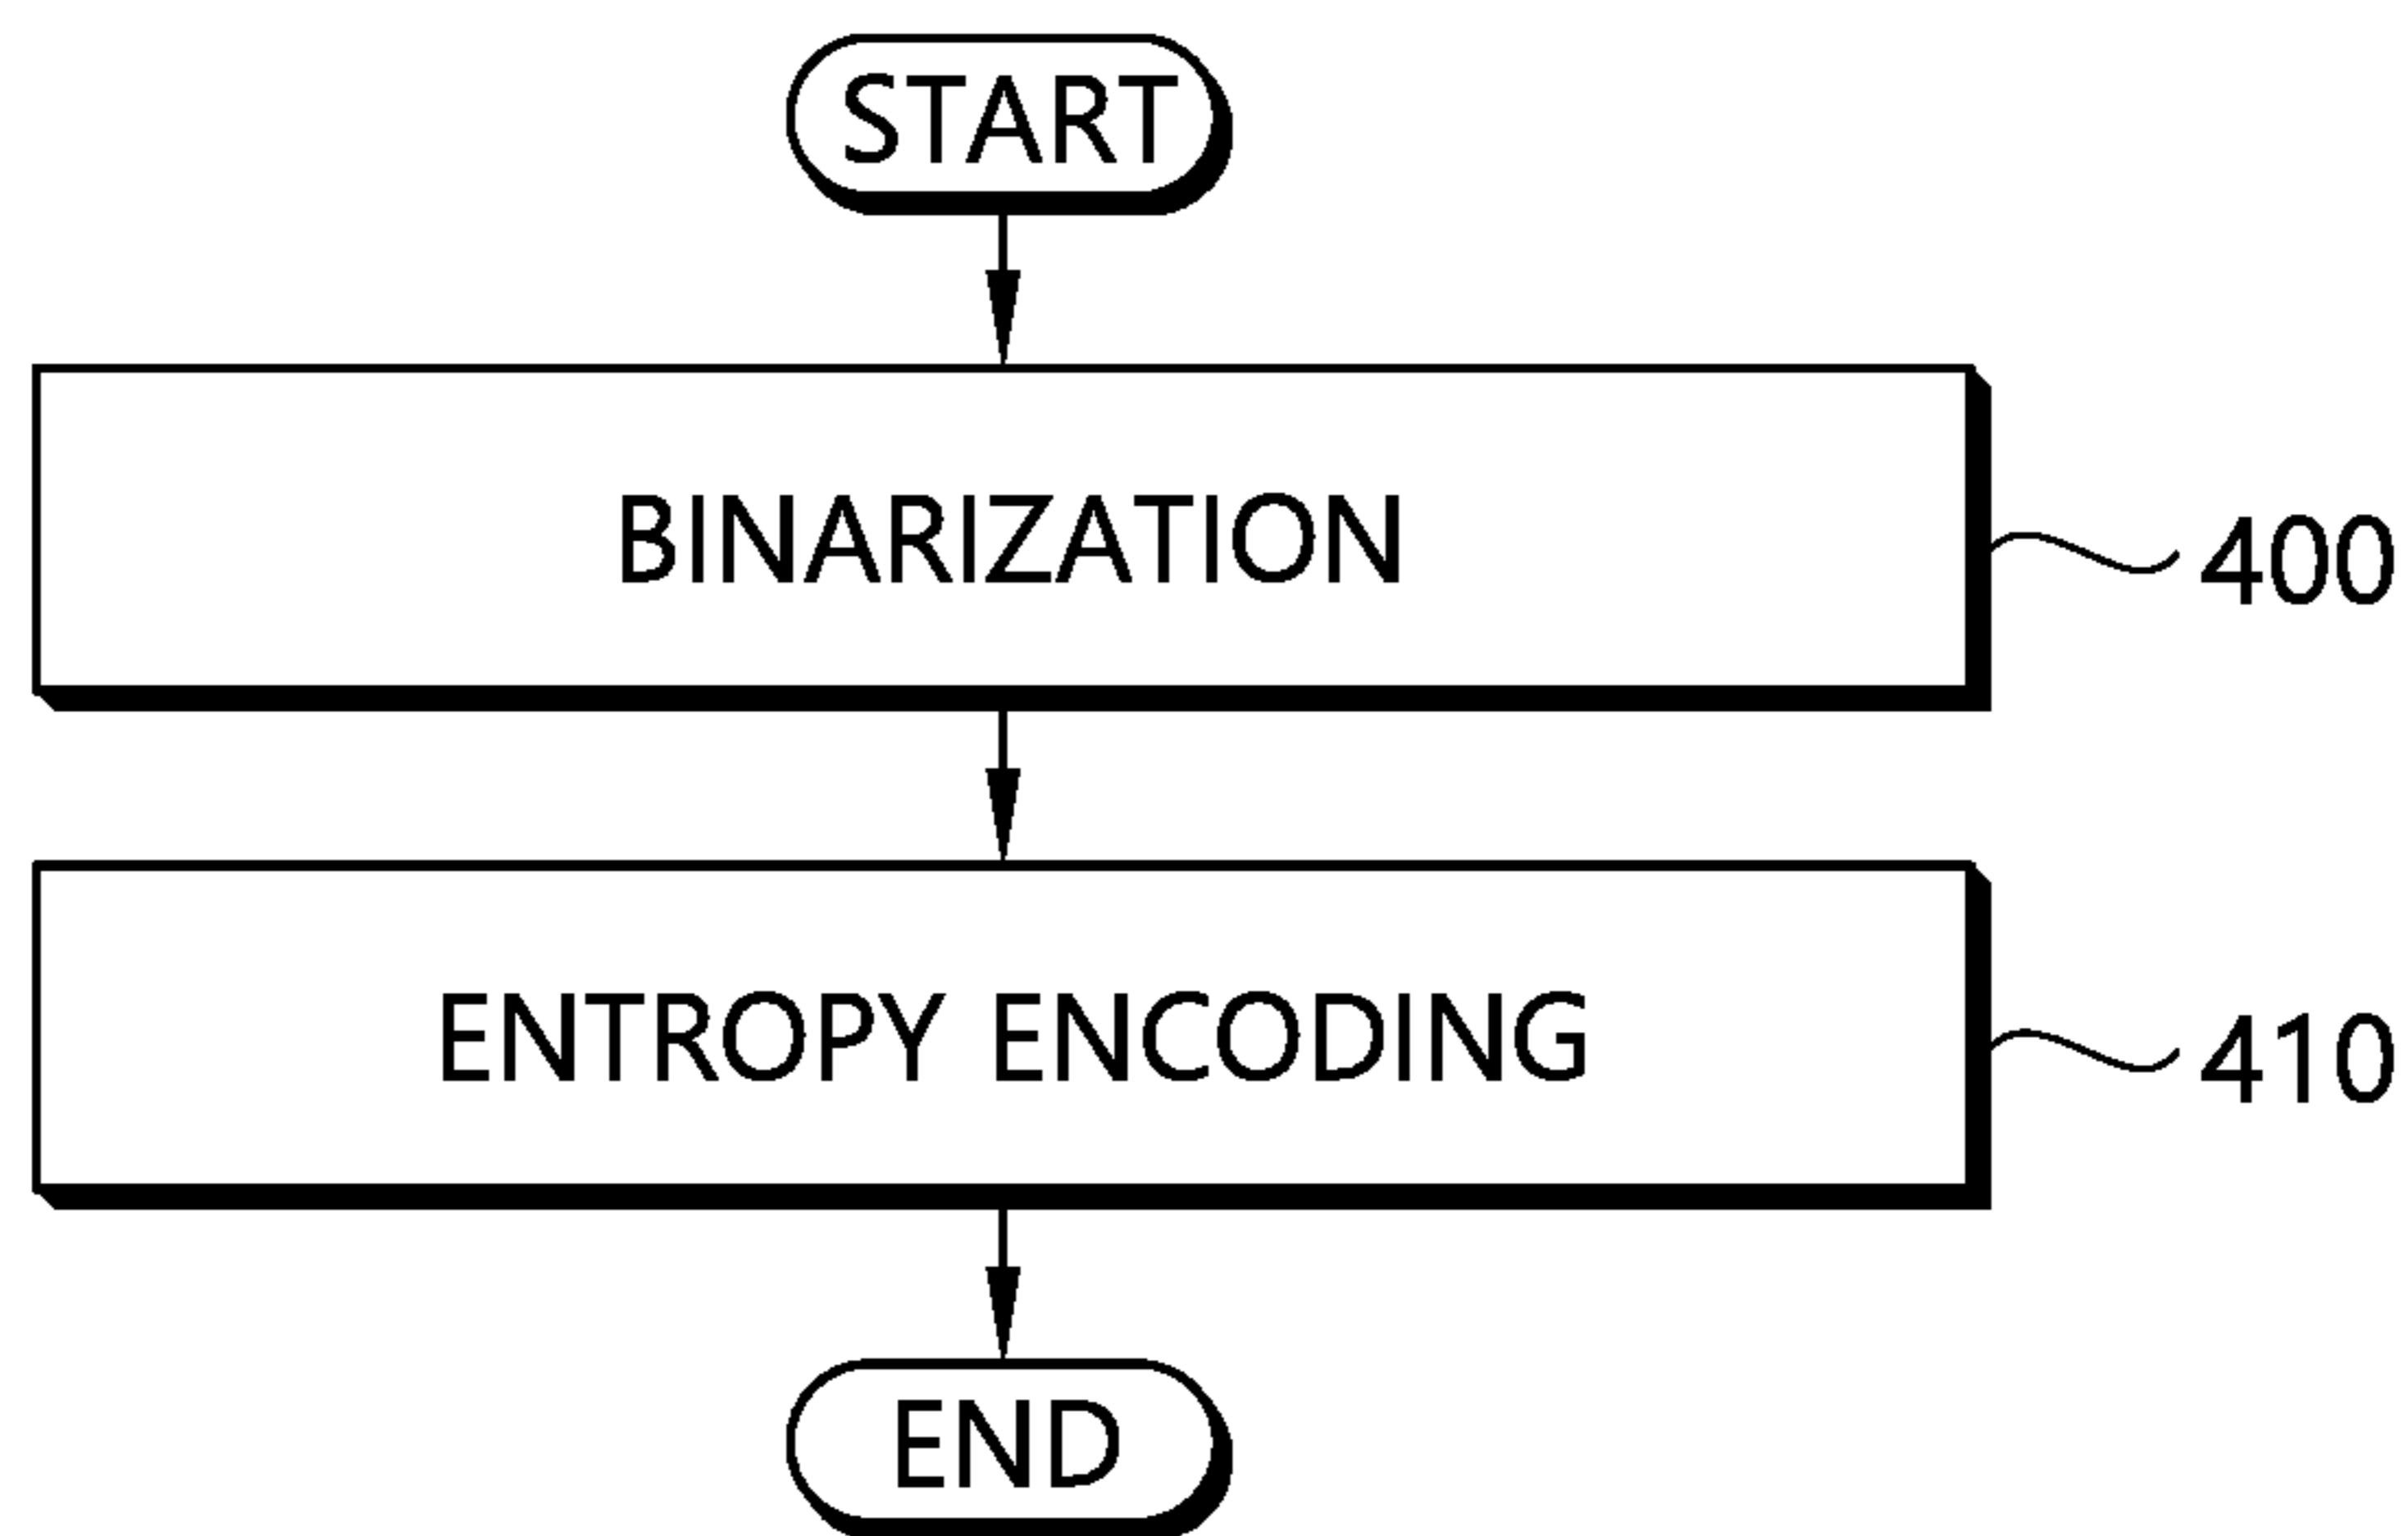 START
BINARIZATION
400
ENTROPY ENCODING
410
END